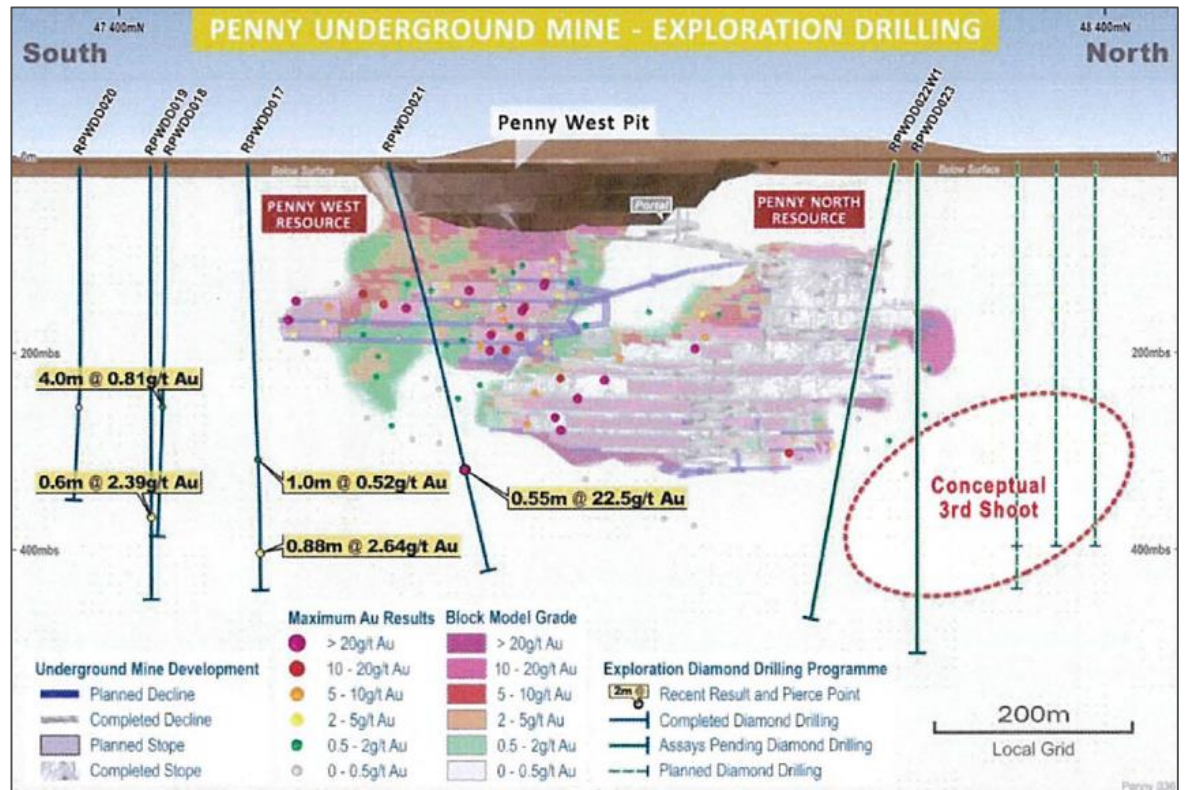 47 400mN
PENNY UNDERGROUND MINE - EXPLORATION DRILLING
48 400mN
South
North
RPWDD020
RPWDD019
RPWDD018
RPWDD017
RPWDD021
Penny West Pit
RPWDD022W1
RPWDD023
0m
Below Surface
Below Surface
PENNY WEST
RESOURCE
Portal
PENNY NORTH
RESOURCE
200mbs
200mbs
4.0m @ 0.81g/t Au
0.6m @ 2.39g/t Au
1.0m @ 0.52g/t Au
0.55m @ 22.5g/t Au
0.88m @ 2.64g/t Au
Conceptual
3rd Shoot
400mbs
400mbs
Underground Mine Development
Planned Decline
Completed Decline
Planned Stope
Completed Stope
Maximum Au Results
> 20g/t Au
10 - 20g/t Au
5 - 10g/t Au
2 - 5g/t Au
0.5 - 2g/t Au
0 - 0.5g/t Au
Block Model Grade
> 20g/t Au
10 - 20g/t Au
5 - 10g/t Au
2 - 5g/t Au
0.5 - 2g/t Au
0 - 0.5g/t Au
Exploration Diamond Drilling Programme
2m @
Recent Result and Pierce Point
Completed Diamond Drilling
Assays Pending Diamond Drilling
Planned Diamond Drilling
200m
Local Grid
Penny 036